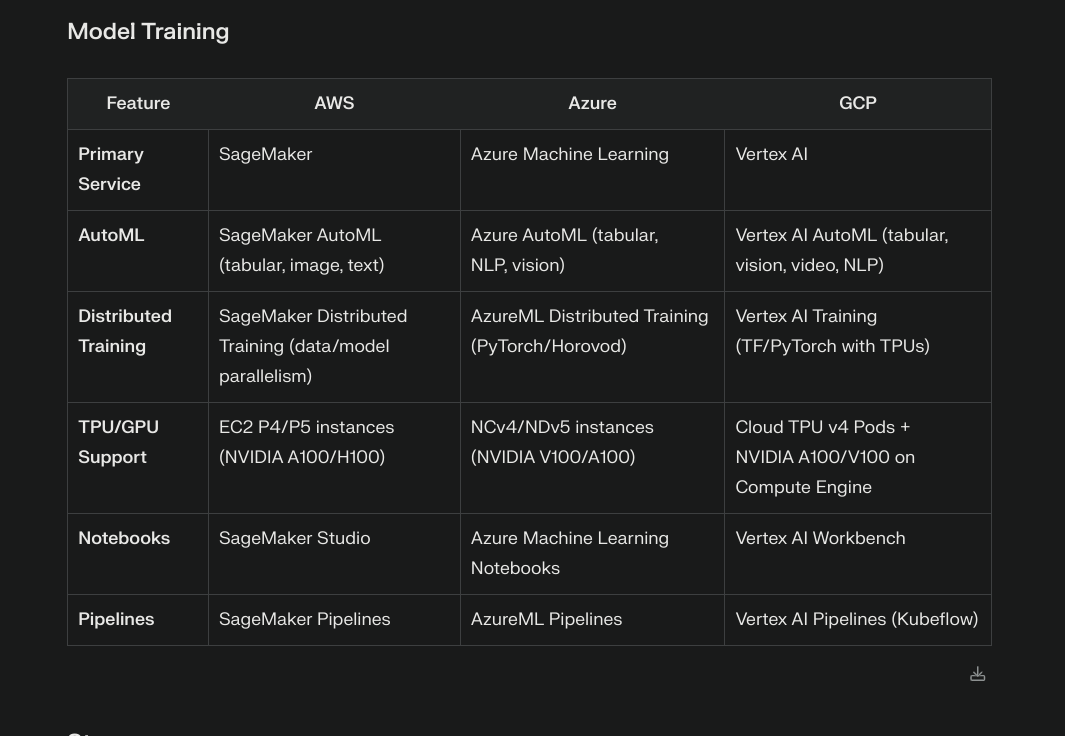 Model Training
Feature AWS Azure GCP
Primary Service SageMaker Azure Machine Learning Vertex AI
AutoML SageMaker AutoML (tabular, image, text) Azure AutoML (tabular, NLP, vision) Vertex AI AutoML (tabular, vision, video, NLP)
Distributed Training SageMaker Distributed Training (data/model parallelism) AzureML Distributed Training (PyTorch/Horovod) Vertex AI Training (TF/PyTorch with TPUs)
TPU/GPU Support EC2 P4/P5 instances (NVIDIA A100/H100) NCv4/NDv5 instances (NVIDIA V100/A100) Cloud TPU v4 Pods + NVIDIA A100/V100 on Compute Engine
Notebooks SageMaker Studio Azure Machine Learning Notebooks Vertex AI Workbench
Pipelines SageMaker Pipelines AzureML Pipelines Vertex AI Pipelines (Kubeflow)